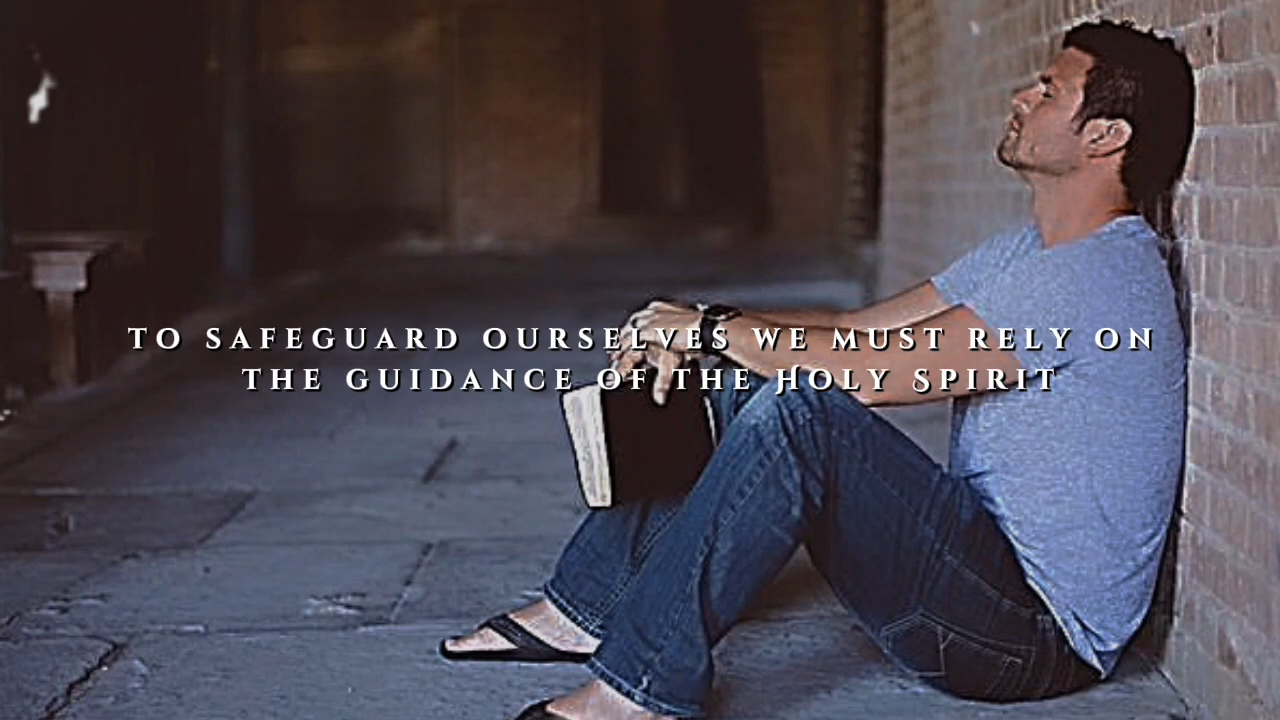 TO SAFEGUARD OURSELVES WE MUST RELY ON
THE GUIDANCE OF THE HOLY SPIRIT